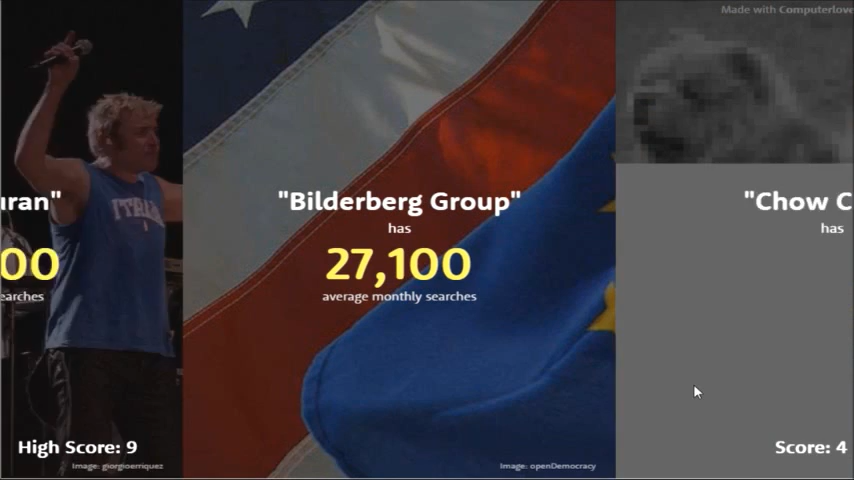 Made with Computerlove
uran"
00
earches
High Score: 9
Image: giorgioerriquez
ITALIA
"Bilderberg Group"
has
27,100
average monthly searches
Image: openDemocracy
"Chow C
has
Score: 4